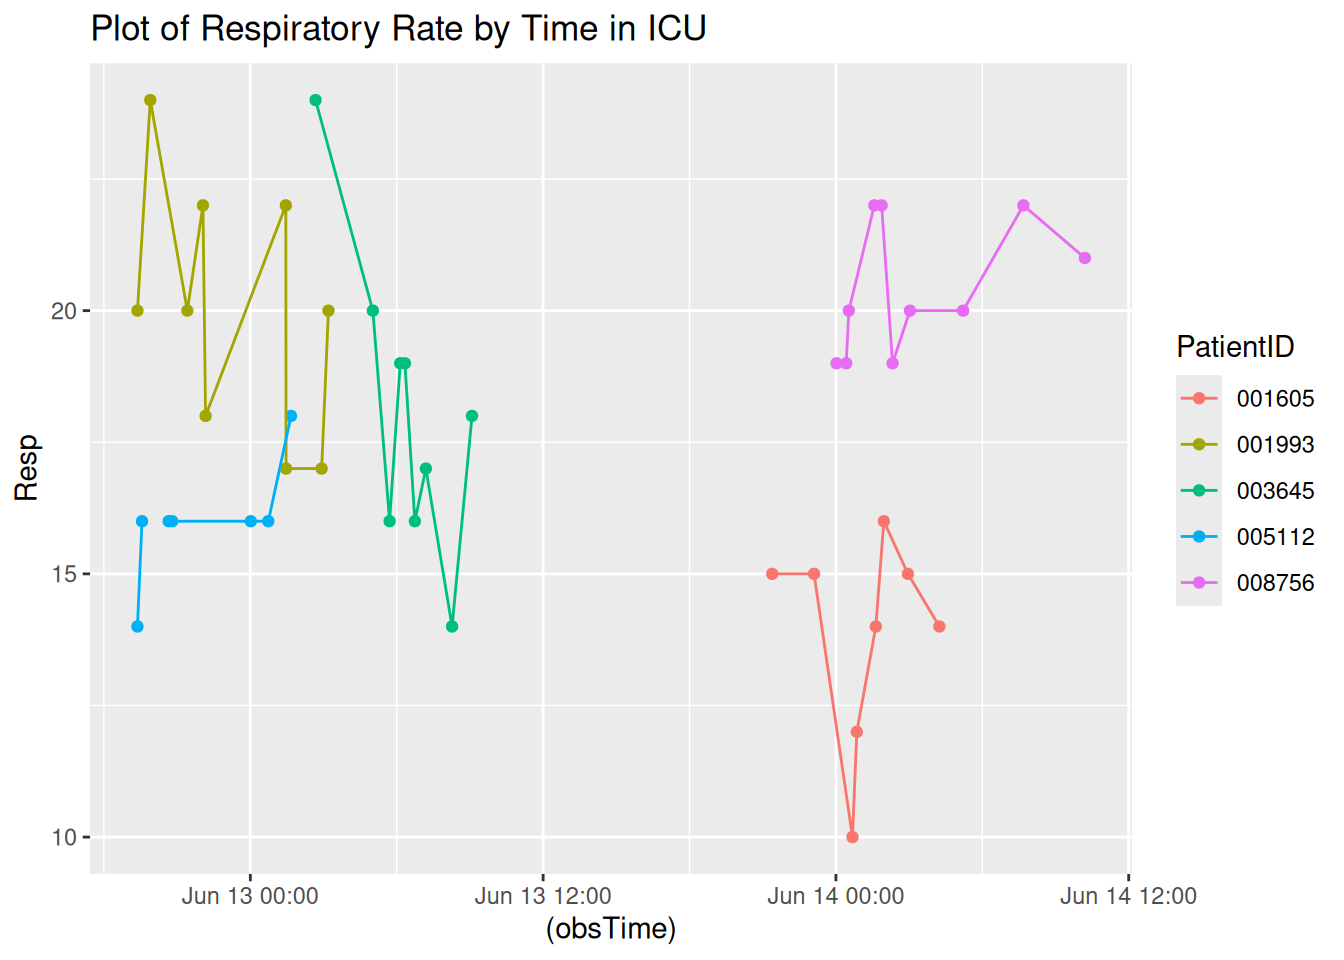 Plot of Respiratory Rate by Time in ICU
Resp
20
15
10
Jun 13 00:00
Jun 13 12:00
Jun 14 00:00
Jun 14 12:00
(obsTime)
PatientID
001605
001993
003645
005112
008756